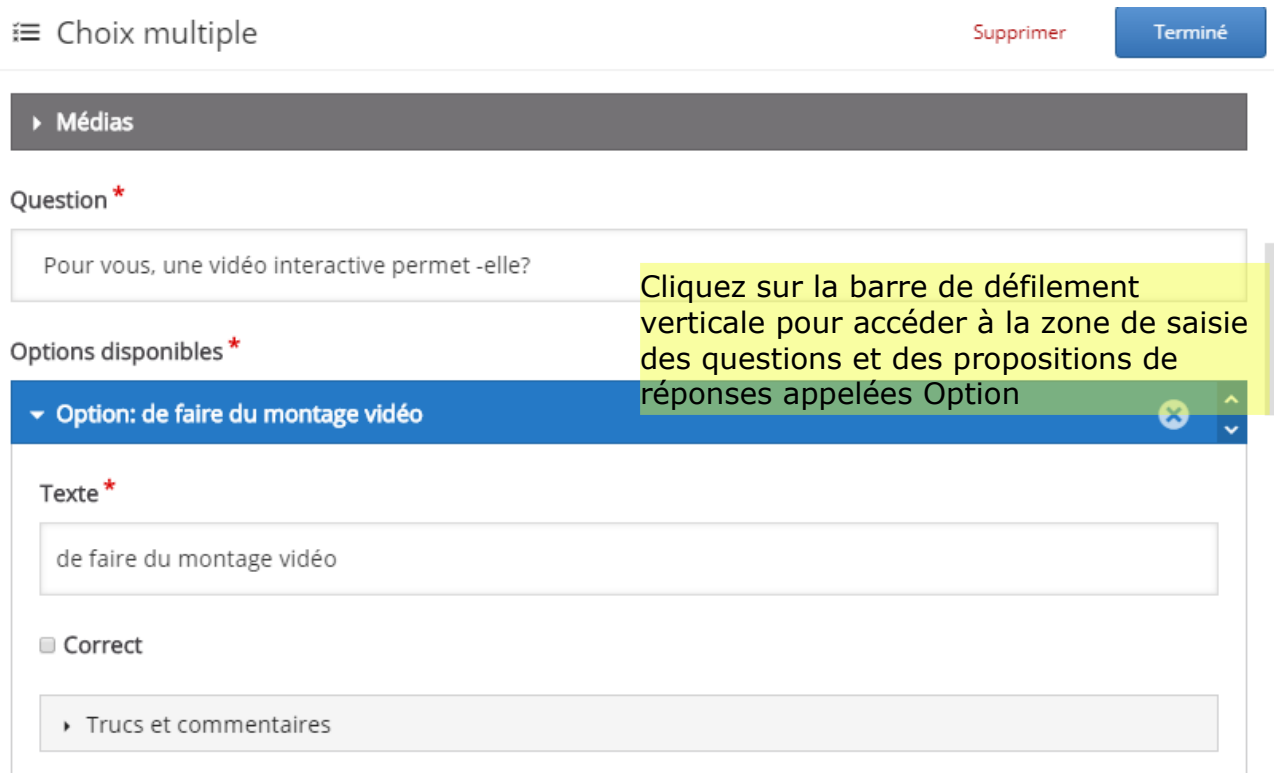 Choix multiple
Supprimer
Terminé
Médias
Question *
Pour vous, une vidéo interactive permet -elle?
Cliquez sur la barre de défilement
verticale pour accéder à la zone de saisie
des questions et des propositions de
réponses appelées Option
Options disponibles *
Option: de faire du montage vidéo
Texte *
de faire du montage vidéo
Correct
Trucs et commentaires